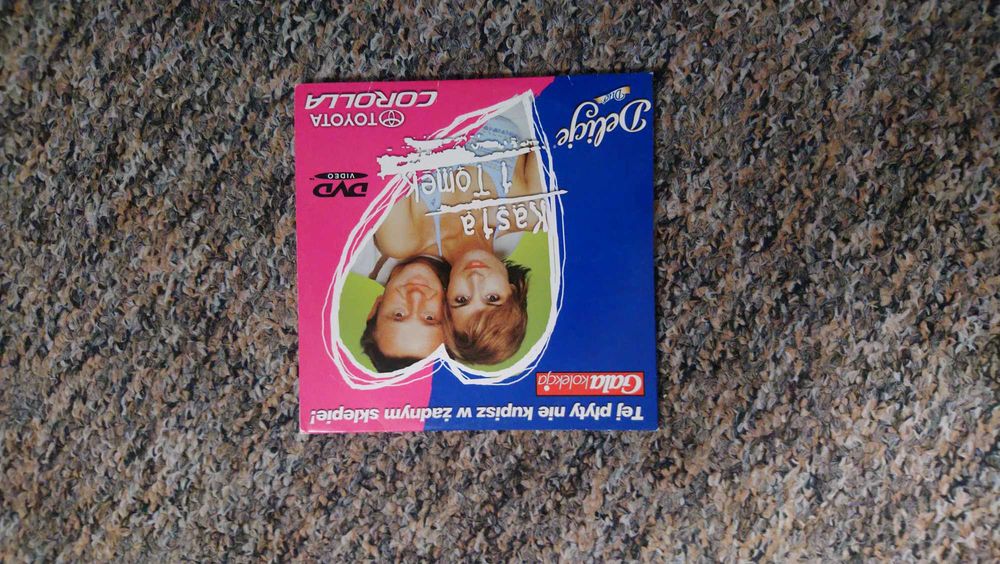 Tej płyty nie kupisz w żadnym sklepie!
Gala kolekcja
Kasia
i Tomek
DVD
VIDEO
Delicje
Duo
TOYOTA
COROLLA